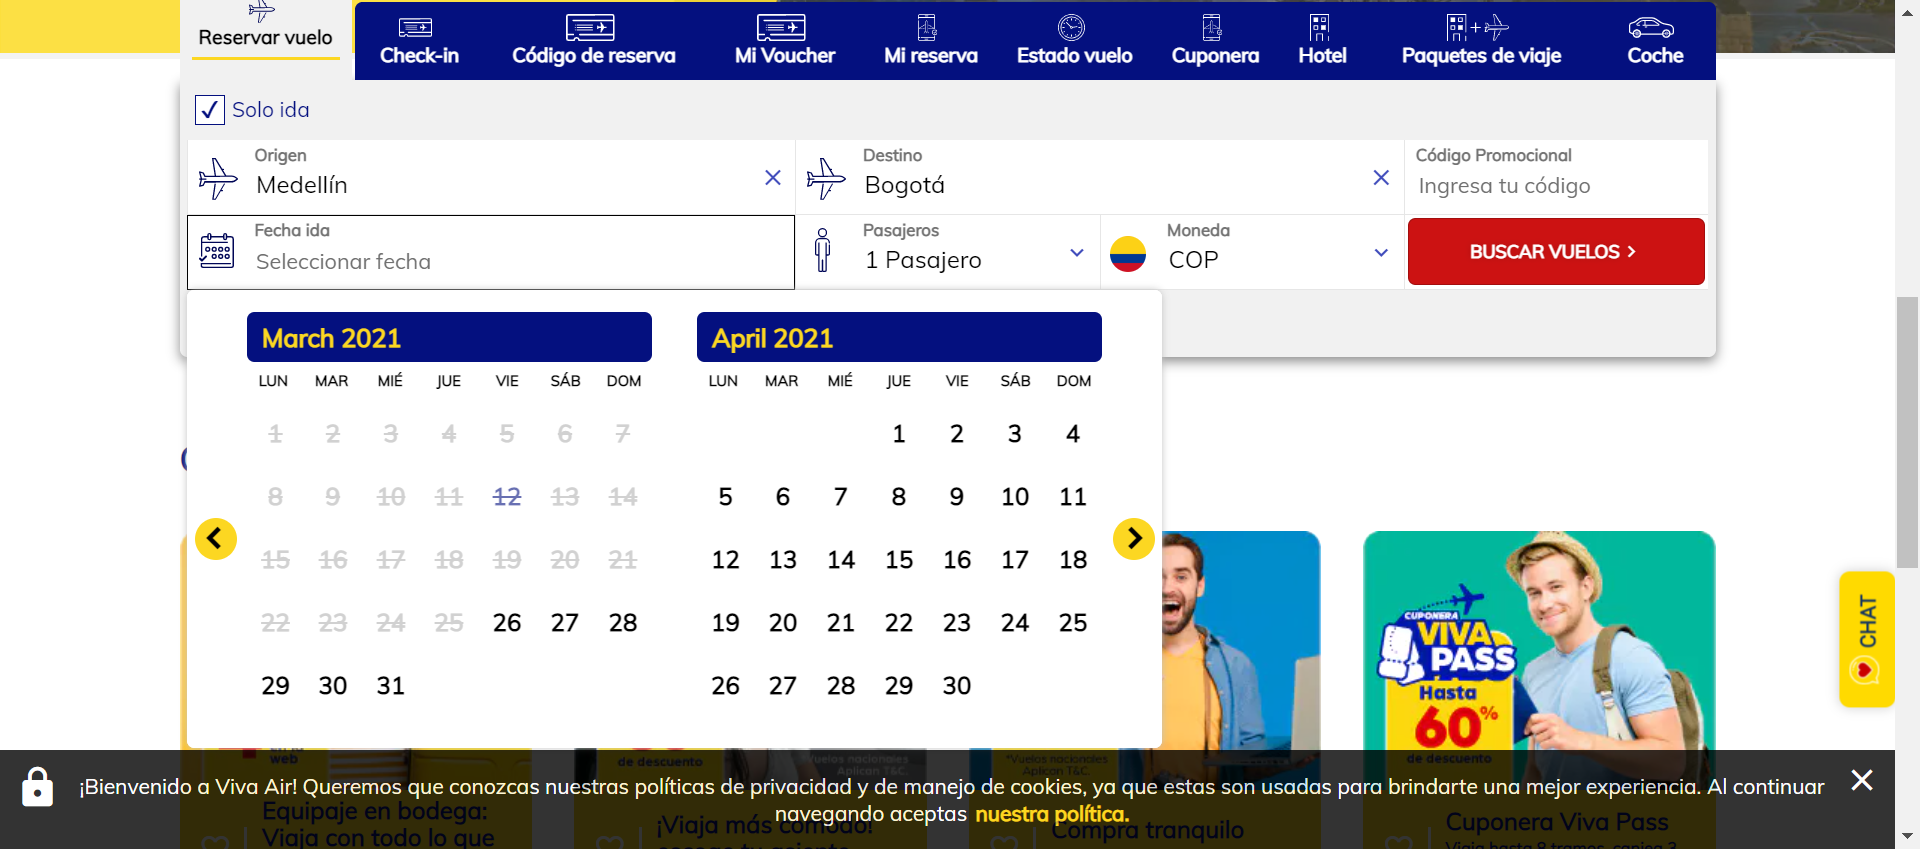 Reservar vuelo
Check-in
Código de reserva
Mi Voucher
Mi reserva
Estado vuelo
Cuponera
Hotel
Paquetes de viaje
Coche
Solo ida
Origen
Medellín
Destino
Bogotá
Código Promocional
Ingresa tu código
Fecha ida
Seleccionar fecha
Pasajeros
1 Pasajero
Moneda
COP
BUSCAR VUELOS
March 2021
LUN MAR MIÉ JUE VIE SÁB DOM
1 2 3 4 5 6 7
8 9 10 11 12 13 14
15 16 17 18 19 20 21
22 23 24 25 26 27 28
29 30 31
April 2021
LUN MAR MIÉ JUE VIE SÁB DOM
1 2 3 4
5 6 7 8 9 10 11
12 13 14 15 16 17 18
19 20 21 22 23 24 25
26 27 28 29 30
CUPONERA
VIVA
PASS
Hasta
60%
de descuento
CHAT
web
de descuento
*Vuelos nacionales
Aplican T&C.
*Vuelos nacionales
Aplican T&C.
¡Bienvenido a Viva Air! Queremos que conozcas nuestras políticas de privacidad y de manejo de cookies, ya que estas son usadas para brindarte una mejor experiencia. Al continuar
navegando aceptas nuestra política.
Equipaje en bodega:
Viaja con todo lo que
¡Viaja más cómodo!
Compra tranquilo
Cuponera Viva Pass